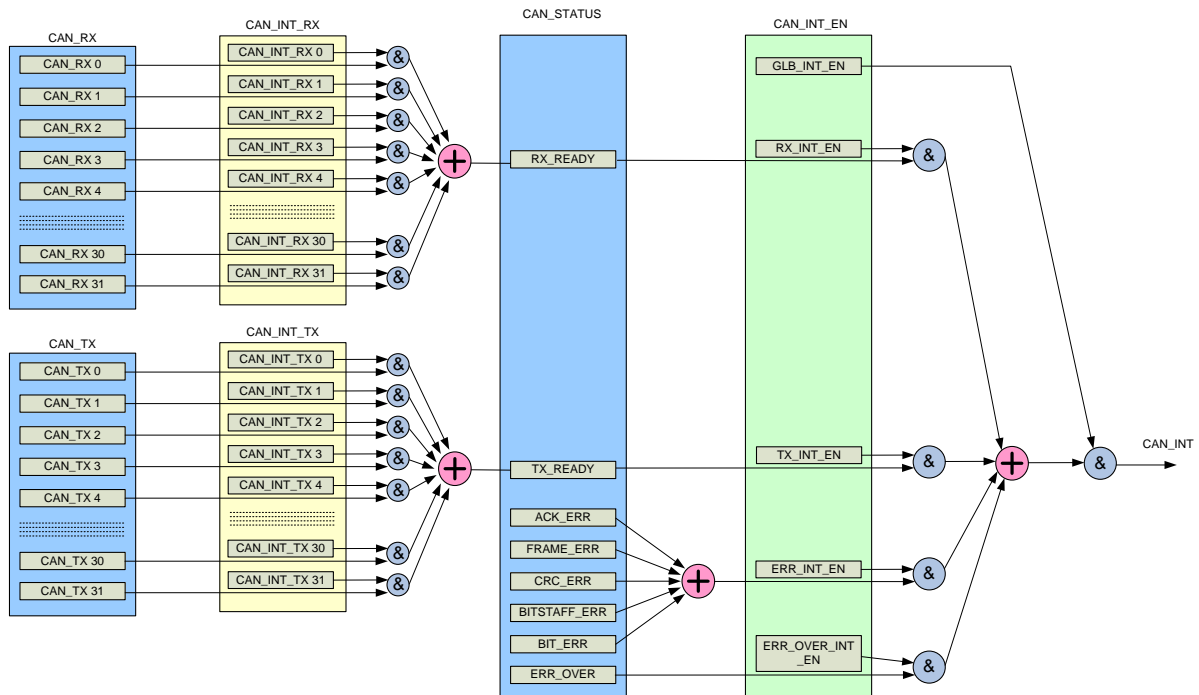 CAN_RX
CAN_RX 0
CAN_RX 1
CAN_RX 2
CAN_RX 3
CAN_RX 4
CAN_RX 30
CAN_RX 31
CAN_INT_RX
CAN_INT_RX 0
CAN_INT_RX 1
CAN_INT_RX 2
CAN_INT_RX 3
CAN_INT_RX 4
CAN_INT_RX 30
CAN_INT_RX 31
&
&
&
&
&
&
&
+
CAN_TX
CAN_TX 0
CAN_TX 1
CAN_TX 2
CAN_TX 3
CAN_TX 4
CAN_TX 30
CAN_TX 31
CAN_INT_TX
CAN_INT_TX 0
CAN_INT_TX 1
CAN_INT_TX 2
CAN_INT_TX 3
CAN_INT_TX 4
CAN_INT_TX 30
CAN_INT_TX 31
&
&
&
&
&
&
&
+
CAN_STATUS
RX_READY
TX_READY
ACK_ERR
FRAME_ERR
CRC_ERR
BITSTAFF_ERR
BIT_ERR
ERR_OVER
+
CAN_INT_EN
GLB_INT_EN
RX_INT_EN
TX_INT_EN
ERR_INT_EN
ERR_OVER_INT
_EN
&
&
&
&
+
&
CAN_INT